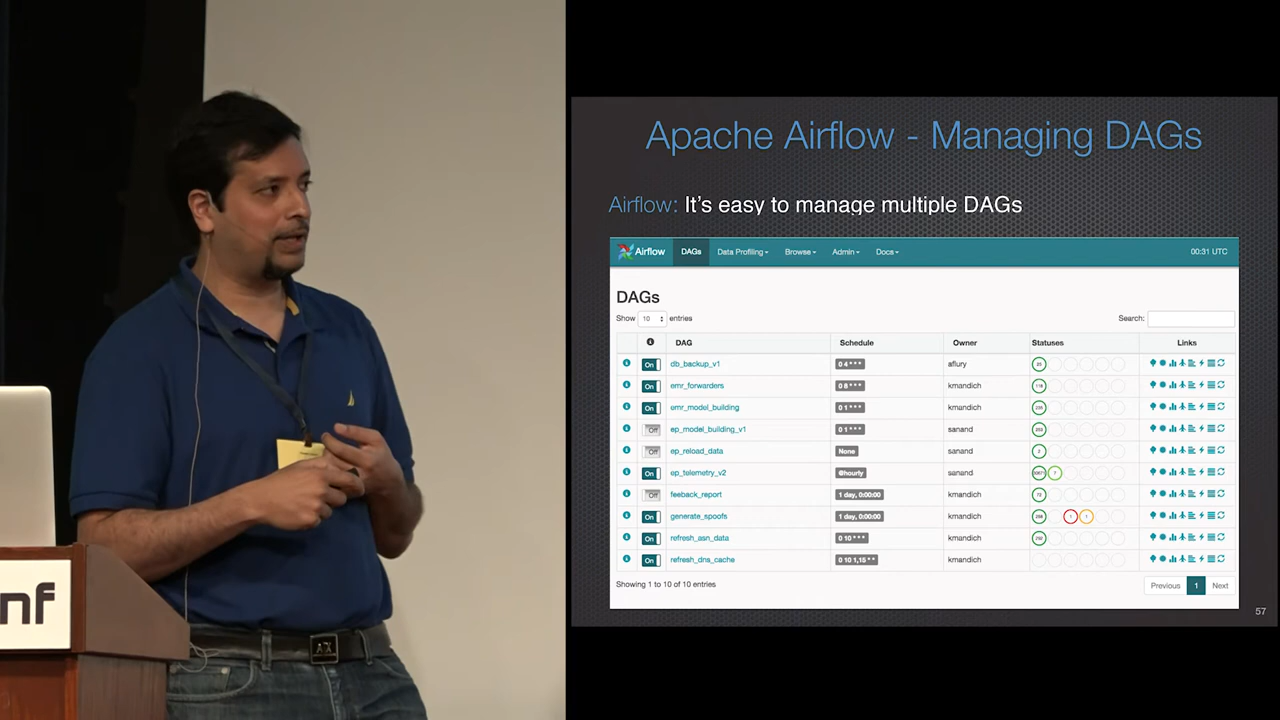 Apache Airflow - Managing DAGs
Airflow: It's easy to manage multiple DAGs
Airflow DAGs Data Profiling Browse Admin Docs 00:31 UTC
DAGs
Show 10 entries Search:
DAG Schedule Owner Statuses Links
On db_backup_v1 0 4 * * * aflury
On emr_forwarders 0 8 * * * kmandich
On emr_model_building 0 1 * * * kmandich
Off ep_model_building_v1 0 1 * * * sanand
Off ep_reload_data None sanand 2
On ep_telemetry_v2 @hourly sanand 7
Off feeback_report 1 day, 0:00:00 kmandich 72
On generate_spoofs 1 day, 0:00:00 kmandich 1 1
On refresh_asn_data 0 10 * * * kmandich
On refresh_dns_cache 0 10 1,15 * * kmandich
Showing 1 to 10 of 10 entries Previous 1 Next
57
nf
A|X